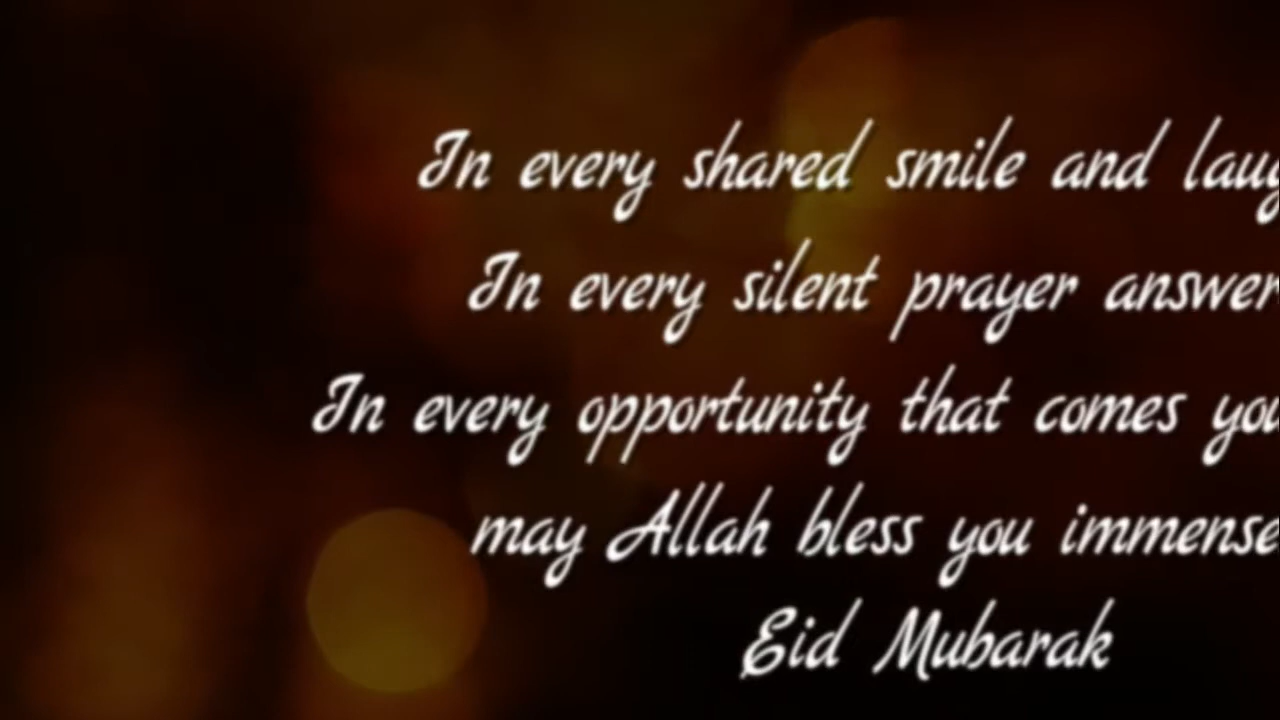 In every shared smile and laug
In every silent prayer answer
In every opportunity that comes you
may Allah bless you immense
Eid Mubarak